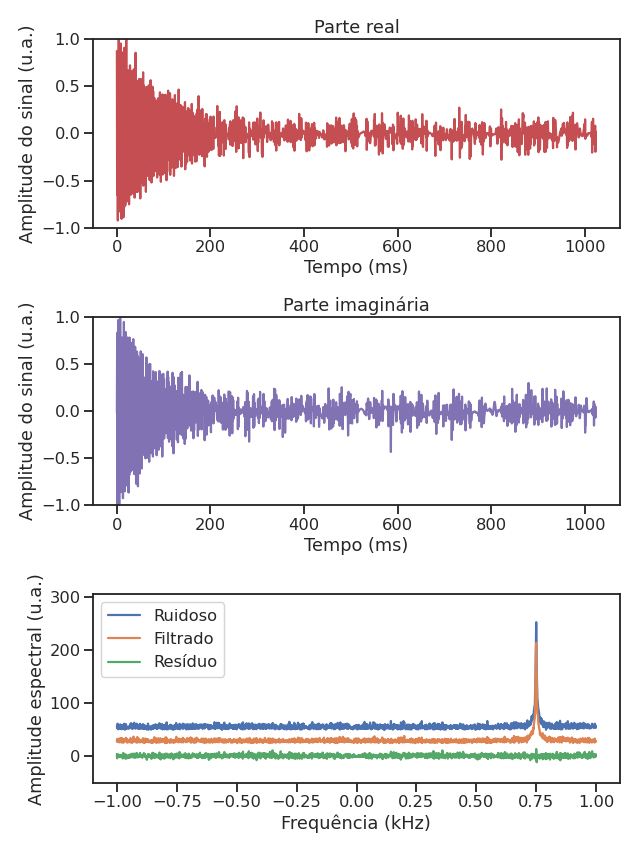 Parte real
Amplitude do sinal (u.a.)
1.0
0.5
0.0
−0.5
−1.0
0 200 400 600 800 1000
Tempo (ms)
Parte imaginária
Amplitude do sinal (u.a.)
1.0
0.5
0.0
−0.5
−1.0
0 200 400 600 800 1000
Tempo (ms)
Amplitude espectral (u.a.)
300
200
100
0
Ruidoso
Filtrado
Resíduo
−1.00 −0.75 −0.50 −0.25 0.00 0.25 0.50 0.75 1.00
Frequência (kHz)